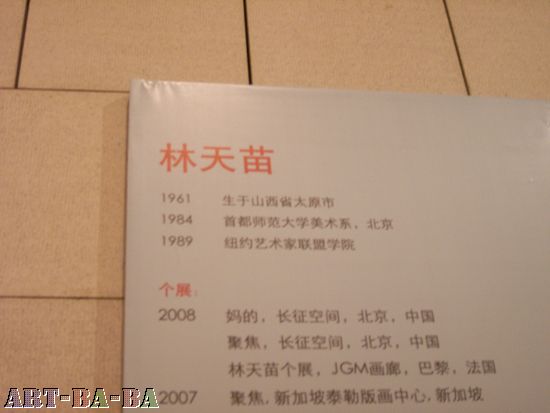 林天苗
1961 生于山西省太原市
1984 首都师范大学美术系，北京
1989 纽约艺术家联盟学院
个展：
2008 妈的，长征空间，北京，中国
聚焦，长征空间，北京，中国
林天苗个展，JGM画廊，巴黎，法国
2007 聚焦，新加坡泰勒版画中心，新加坡
ART-BA-BA